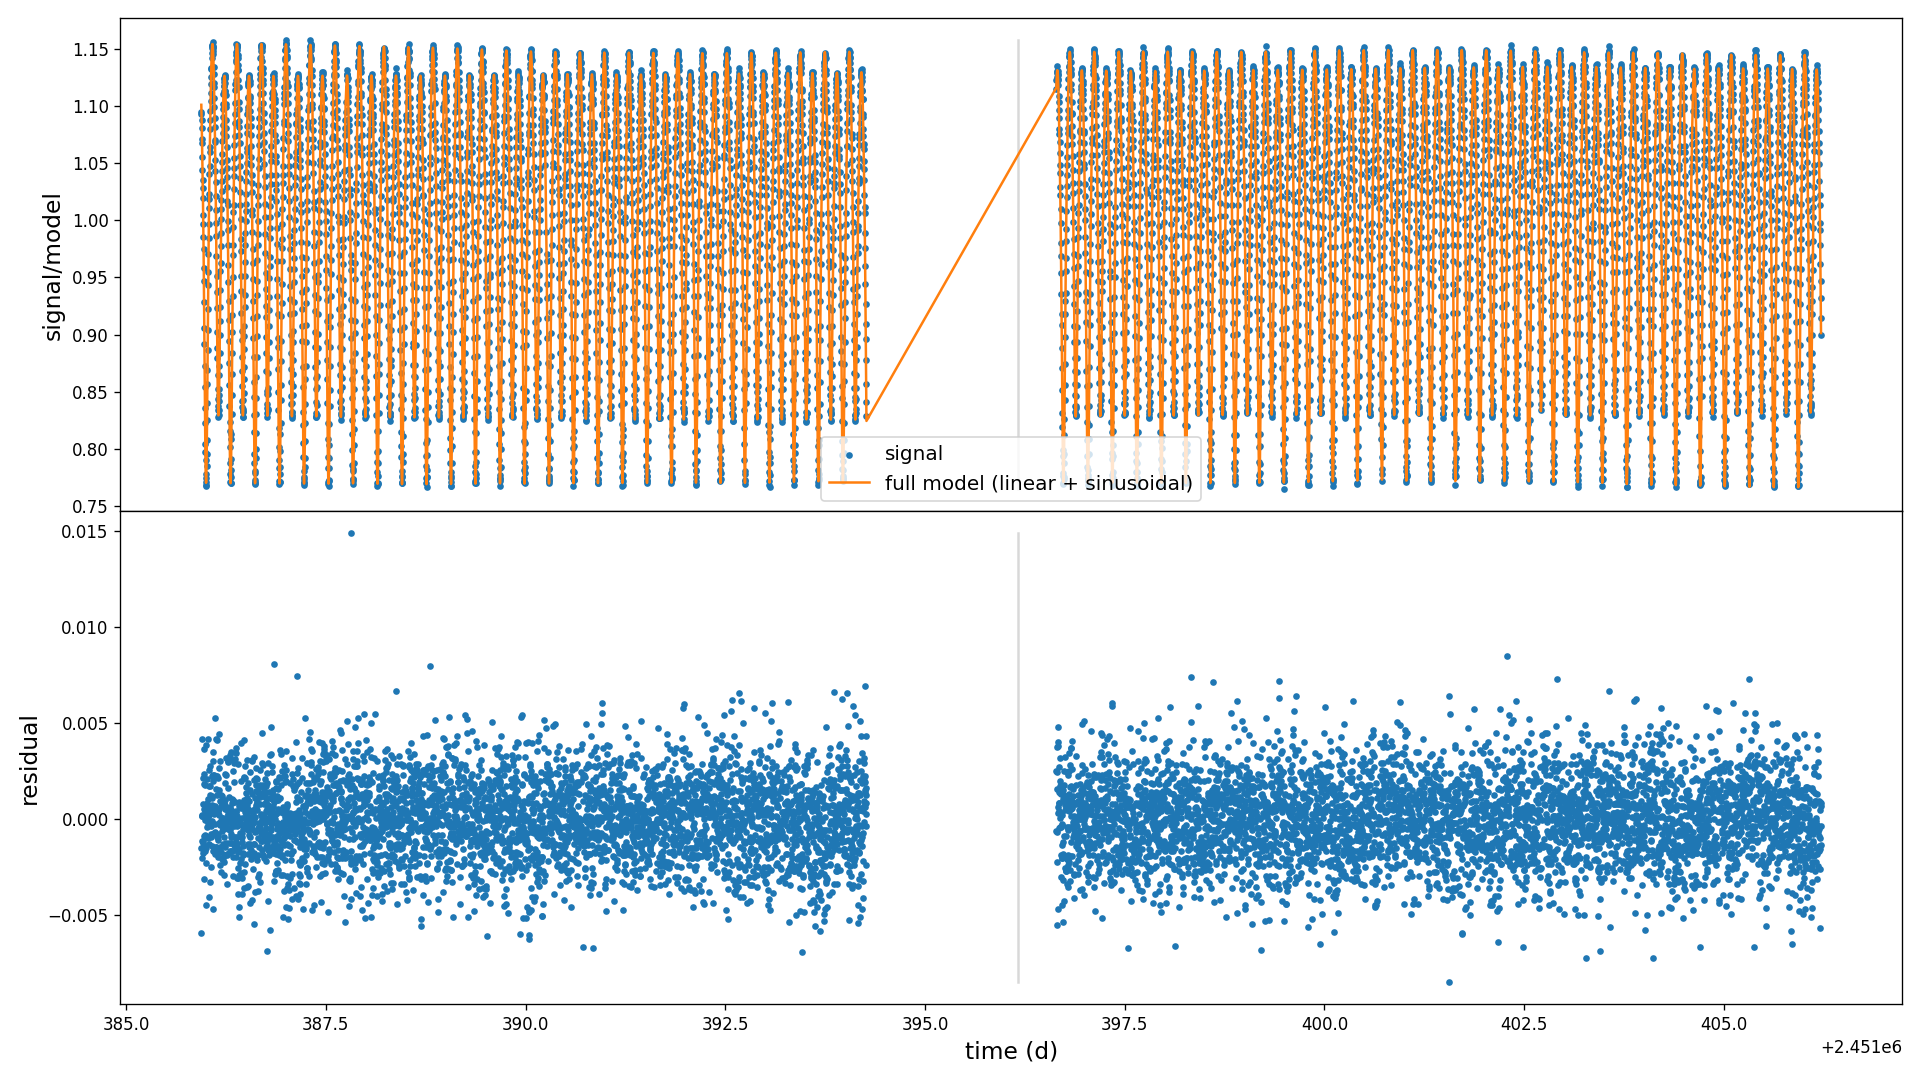 1.15
1.10
1.05
1.00
0.95
0.90
0.85
0.80
0.75
signal/model
signal
full model (linear + sinusoidal)
0.015
0.010
0.005
0.000
−0.005
residual
385.0 387.5 390.0 392.5 395.0 397.5 400.0 402.5 405.0
time (d)
+2.451e6